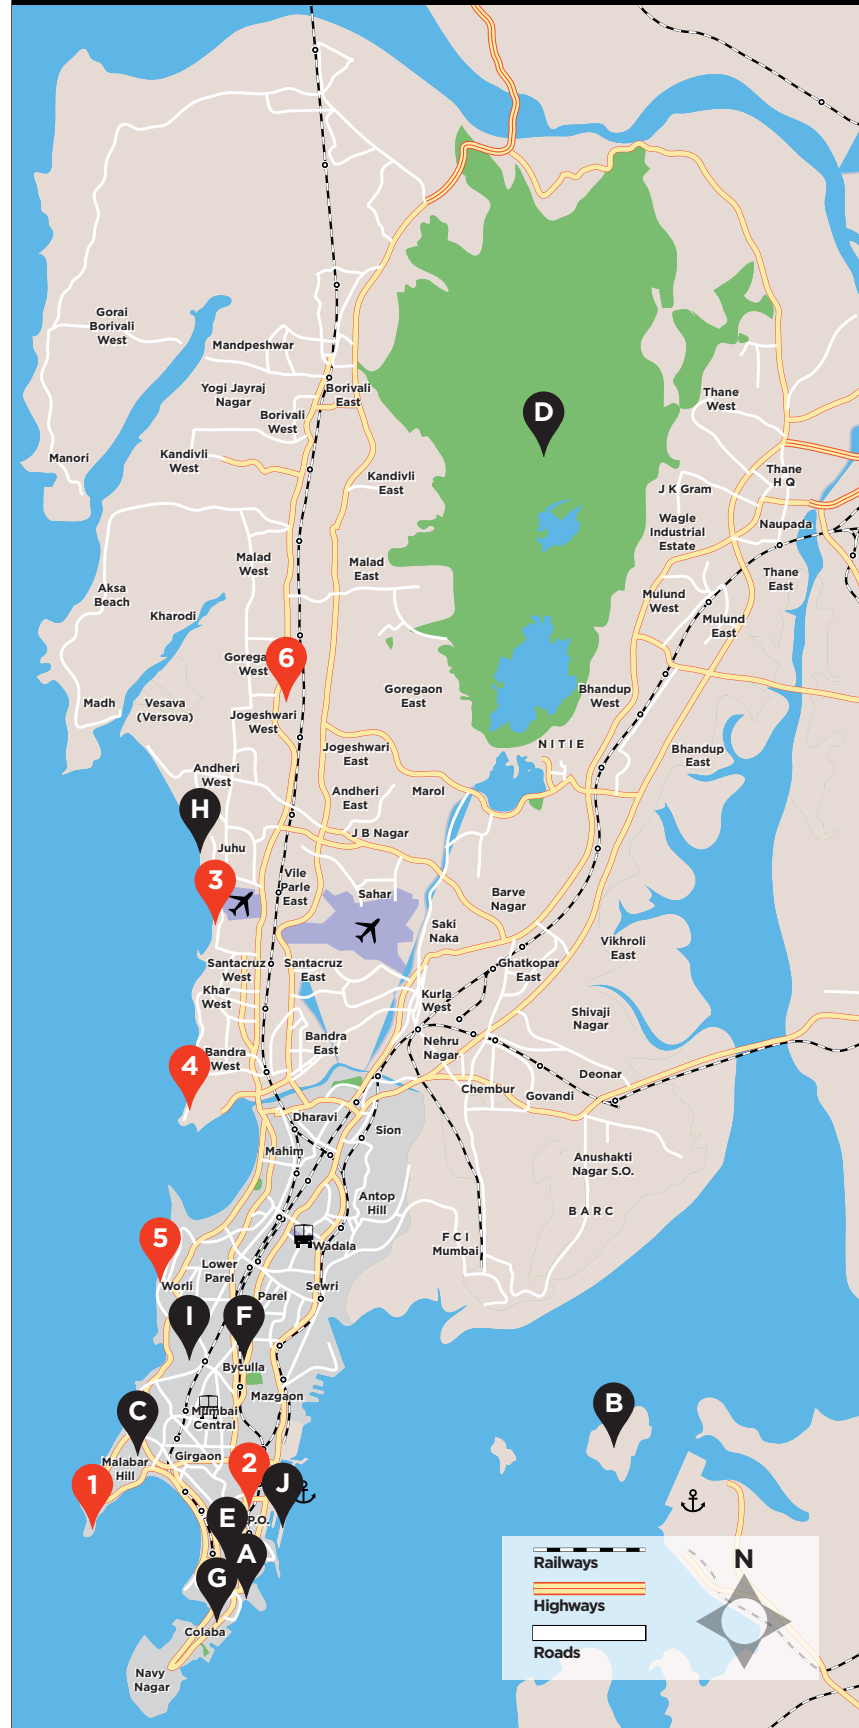 Gorai
Borivali
West
Mandpeshwar
Yogi Jayraj
Nagar
Borivali
East
Borivali
West
Manori
Kandivli
West
Kandivli
East
D
Thane
West
Thane
H Q
J K Gram
Wagle
Industrial
Estate
Naupada
Malad
West
Malad
East
Aksa
Beach
Kharodi
Thane
East
Mulund
West
Mulund
East
6
West
Goregaon
East
Bhandup
West
Madh
Vesava
(Versova)
Jogeshwari
West
Jogeshwari
East
N I T I E
Bhandup
East
Andheri
West
Andheri
East
Marol
H
Juhu
J B Nagar
3
Vile
Parle
East
Sahar
Barve
Nagar
Saki
Naka
Vikhroli
East
Santacruz
West
Santacruz
East
Ghatkopar
East
Khar
West
Kurla
West
Shivaji
Nagar
Bandra
West
Bandra
East
Nehru
Nagar
4
Deonar
Chembur
Govandi
Dharavi
Sion
Mahim
Anushakti
Nagar S.O.
Antop
Hill
B A R C
5
Wadala
F C I
Mumbai
Lower
Parel
Worli
Sewri
Parel
I
F
Byculla
Mazgaon
C
B
Mumbai
Central
Malabar
Hill
Girgaon
1
2
J
E
P.O.
A
G
Colaba
Navy
Nagar
Railways
Highways
Roads
N